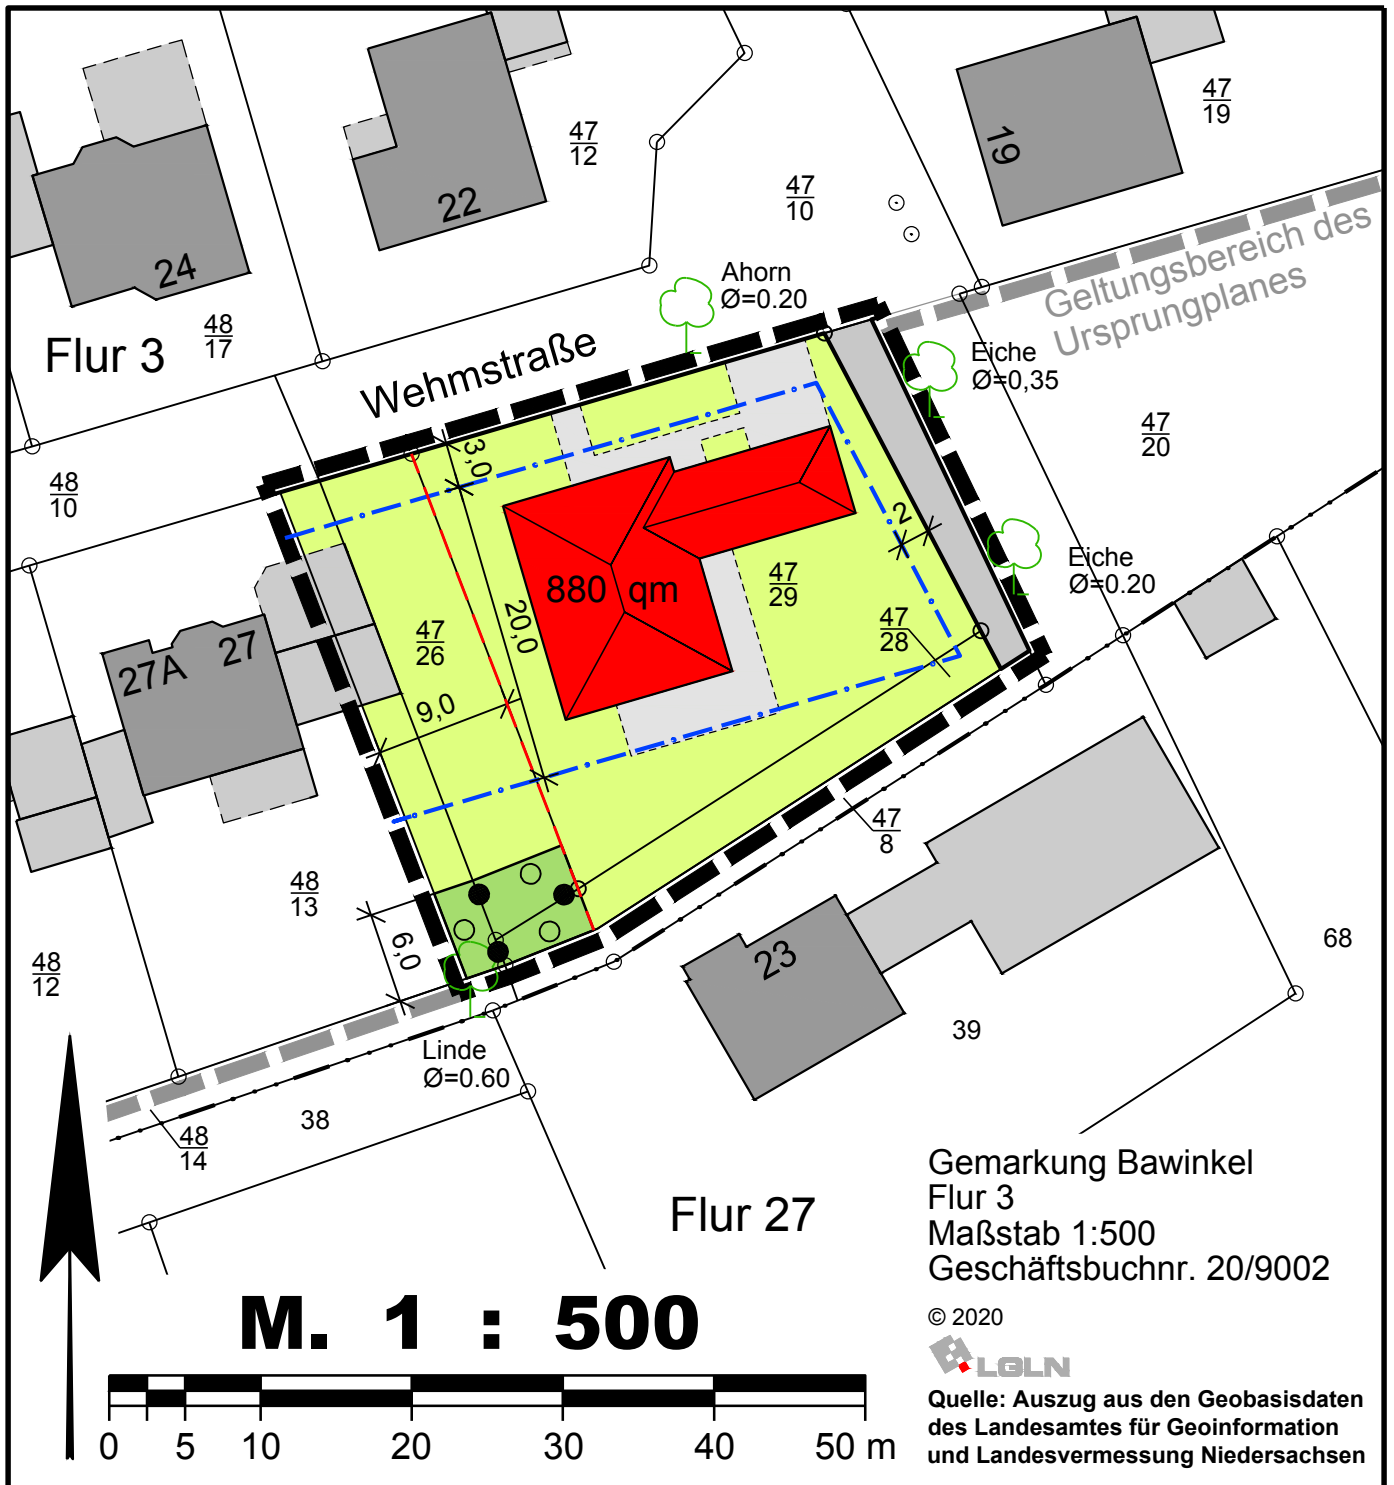 47
19
19
47
12
22
47
10
24
Geltungsbereich des
Ursprungplanes
Ahorn
Ø=0.20
48
17
Flur 3
Wehmstraße
Eiche
Ø=0,35
47
20
3,0
48
10
2
Eiche
Ø=0.20
880 qm
47
29
20,0
47
26
47
28
27A
27
9,0
47
8
48
13
6,0
23
68
48
12
39
Linde
Ø=0.60
38
48
14
Flur 27
Gemarkung Bawinkel
Flur 3
Maßstab 1:500
Geschäftsbuchnr. 20/9002
© 2020
LGLN
Quelle: Auszug aus den Geobasisdaten
des Landesamtes für Geoinformation
und Landesvermessung Niedersachsen
M. 1 : 500
0 5 10 20 30 40 50 m